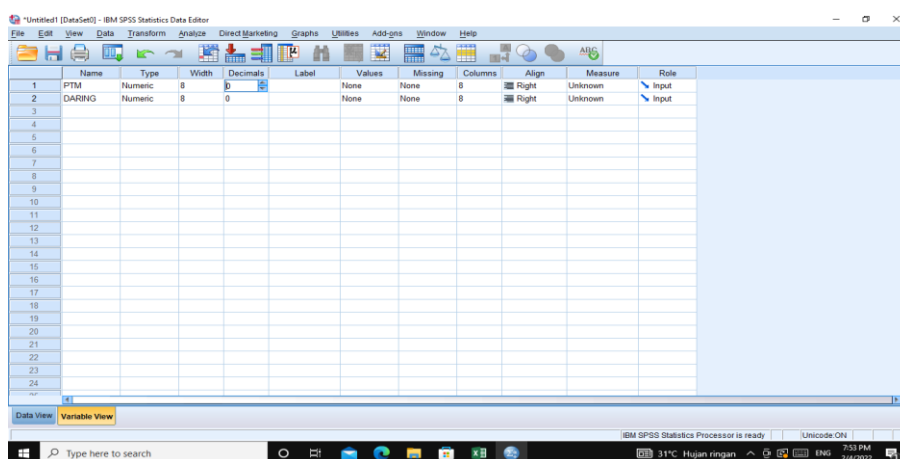 *Untitled1 [DataSet0] - IBM SPSS Statistics Data Editor
File Edit View Data Transform Analyze Direct Marketing Graphs Utilities Add-ons Window Help
Name Type Width Decimals Label Values Missing Columns Align Measure Role
1 PTM Numeric 8 0 None None 8 Right Unknown Input
2 DARING Numeric 8 0 None None 8 Right Unknown Input
3
4
5
6
7
8
9
10
11
12
13
14
15
16
17
18
19
20
21
22
23
24
Data View Variable View
IBM SPSS Statistics Processor is ready Unicode:ON
Type here to search 31°C Hujan ringan ENG 7:53 PM
2/4/2022